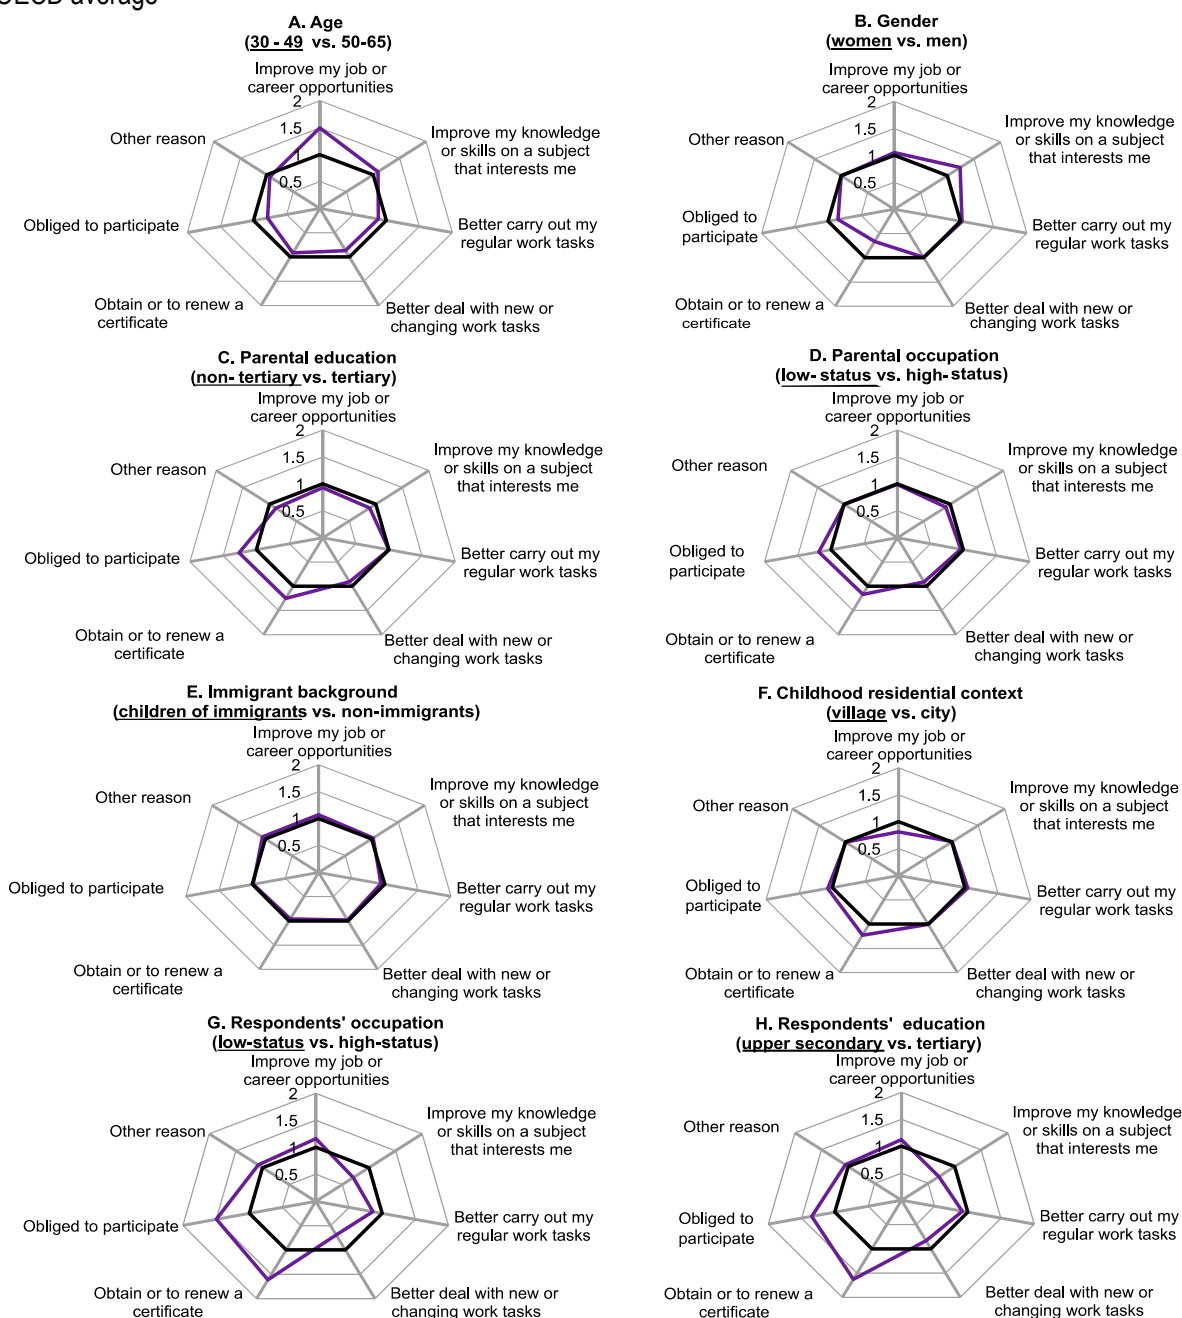 OECD average
A. Age
(30 - 49 vs. 50-65)
Improve my job or
career opportunities
2
1.5
1
0.5
Improve my knowledge
or skills on a subject
that interests me
Better carry out my
regular work tasks
Better deal with new or
changing work tasks
Obtain or to renew a
certificate
Obliged to participate
Other reason
B. Gender
(women vs. men)
Improve my job or
career opportunities
2
1.5
1
0.5
Improve my knowledge
or skills on a subject
that interests me
Better carry out my
regular work tasks
Better deal with new or
changing work tasks
Obtain or to renew a
certificate
Obliged to
participate
Other reason
C. Parental education
(non- tertiary vs. tertiary)
Improve my job or
career opportunities
2
1.5
1
0.5
Improve my knowledge
or skills on a subject
that interests me
Better carry out my
regular work tasks
Better deal with new or
changing work tasks
Obtain or to renew a
certificate
Obliged to participate
Other reason
D. Parental occupation
(low- status vs. high-status)
Improve my job or
career opportunities
2
1.5
1
0.5
Improve my knowledge
or skills on a subject
that interests me
Better carry out my
regular work tasks
Better deal with new or
changing work tasks
Obtain or to renew a
certificate
Obliged to
participate
Other reason
E. Immigrant background
(children of immigrants vs. non-immigrants)
Improve my job or
career opportunities
2
1.5
1
0.5
Improve my knowledge
or skills on a subject
that interests me
Better carry out my
regular work tasks
Better deal with new or
changing work tasks
Obtain or to renew a
certificate
Obliged to participate
Other reason
F. Childhood residential context
(village vs. city)
Improve my job or
career opportunities
2
1.5
1
0.5
Improve my knowledge
or skills on a subject
that interests me
Better carry out my
regular work tasks
Better deal with new or
changing work tasks
Obtain or to renew a
certificate
Obliged to
participate
Other reason
G. Respondents' occupation
(low-status vs. high-status)
Improve my job or
career opportunities
2
1.5
1
0.5
Improve my knowledge
or skills on a subject
that interests me
Better carry out my
regular work tasks
Better deal with new or
changing work tasks
Obtain or to renew a
certificate
Obliged to participate
Other reason
H. Respondents' education
(upper secondary vs. tertiary)
Improve my job or
career opportunities
2
1.5
1
0.5
Improve my knowledge
or skills on a subject
that interests me
Better carry out my
regular work tasks
Better deal with new or
changing work tasks
Obtain or to renew a
certificate
Obliged to
participate
Other reason